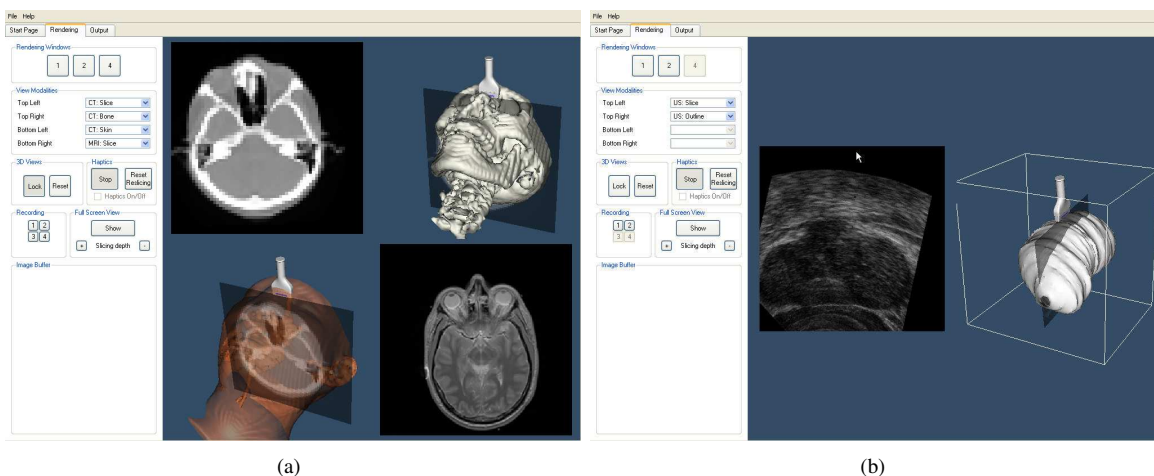 File Help
Start Page Rendering Output
Rendering Windows
1 2 4
View Modalities
Top Left CT: Slice
Top Right CT: Bone
Bottom Left CT: Skin
Bottom Right MRI: Slice
3D Views Haptics
Lock Reset Stop Reset Reslicing
Haptics On/Off
Recording Full Screen View
1 2 Show
3 4 + Slicing depth -
Image Buffer
(a)
File Help
Start Page Rendering Output
Rendering Windows
1 2 4
View Modalities
Top Left US: Slice
Top Right US: Outline
Bottom Left
Bottom Right
3D Views Haptics
Lock Reset Stop Reset Reslicing
Haptics On/Off
Recording Full Screen View
1 2 Show
3 4 + Slicing depth -
Image Buffer
(b)